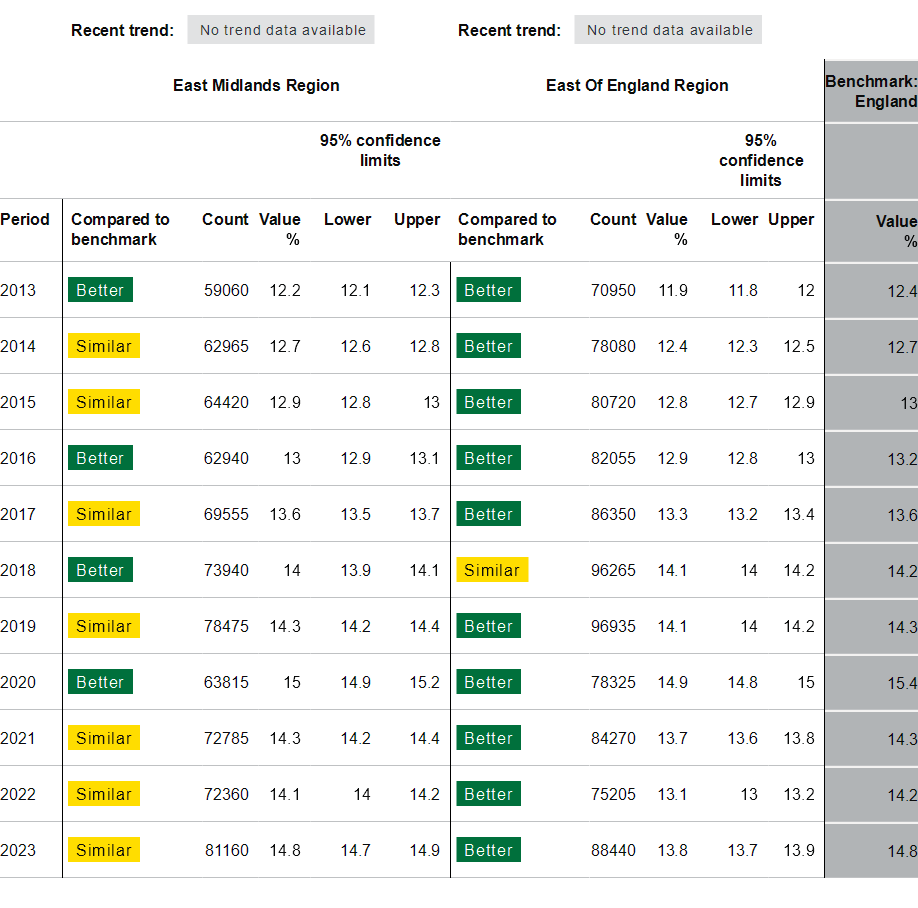 Recent trend: No trend data available Recent trend: No trend data available
East Midlands Region East Of England Region Benchmark:
England
95% confidence
limits
95%
confidence
limits
Period Compared to
benchmark Count Value
% Lower Upper Compared to
benchmark Count Value
% Lower Upper Value
%
2013 Better 59060 12.2 12.1 12.3 Better 70950 11.9 11.8 12 12.4
2014 Similar 62965 12.7 12.6 12.8 Better 78080 12.4 12.3 12.5 12.7
2015 Similar 64420 12.9 12.8 13 Better 80720 12.8 12.7 12.9 13
2016 Better 62940 13 12.9 13.1 Better 82055 12.9 12.8 13 13.2
2017 Similar 69555 13.6 13.5 13.7 Better 86350 13.3 13.2 13.4 13.6
2018 Better 73940 14 13.9 14.1 Similar 96265 14.1 14 14.2 14.2
2019 Similar 78475 14.3 14.2 14.4 Better 96935 14.1 14 14.2 14.3
2020 Better 63815 15 14.9 15.2 Better 78325 14.9 14.8 15 15.4
2021 Similar 72785 14.3 14.2 14.4 Better 84270 13.7 13.6 13.8 14.3
2022 Similar 72360 14.1 14 14.2 Better 75205 13.1 13 13.2 14.2
2023 Similar 81160 14.8 14.7 14.9 Better 88440 13.8 13.7 13.9 14.8